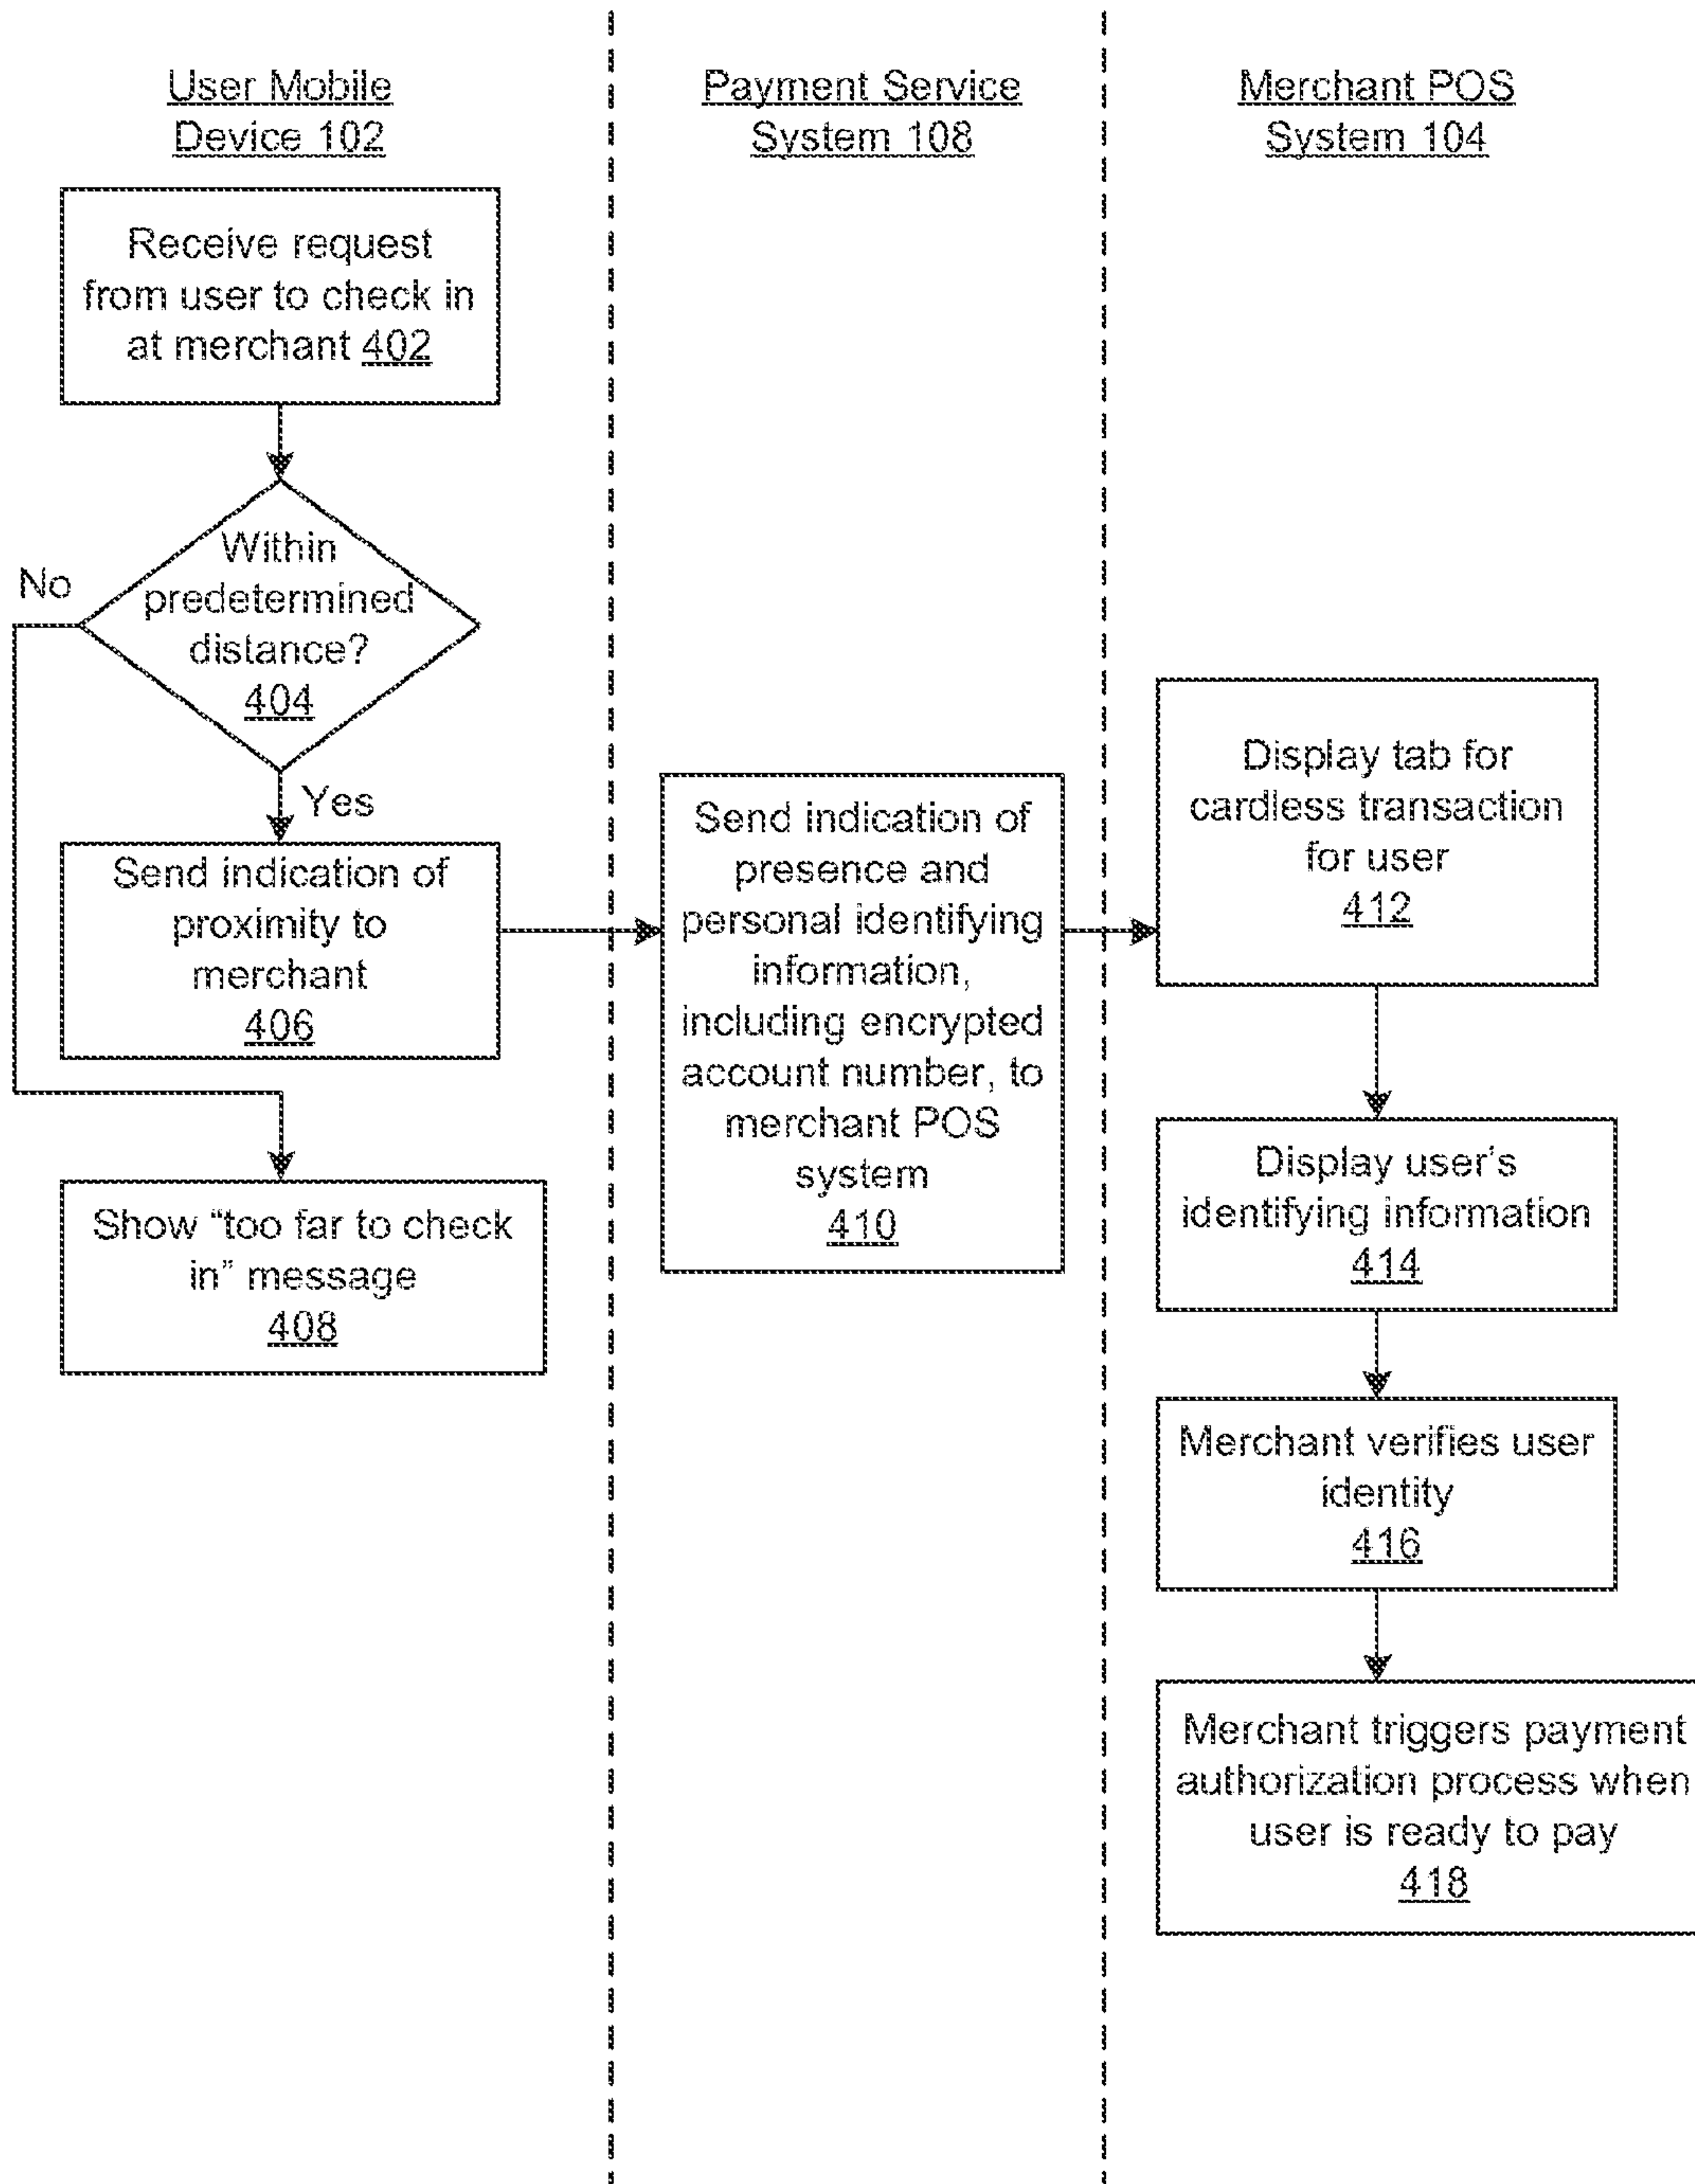 User Mobile
Device 102
Payment Service
System 108
Merchant POS
System 104
Receive request
from user to check in
at merchant 402
Within
predetermined
distance?
404
No
Yes
Send indication of
proximity to
merchant
406
Show “too far to check
in” message
408
Send indication of
presence and
personal identifying
information,
including encrypted
account number, to
merchant POS
system
410
Display tab for
cardless transaction
for user
412
Display user’s
identifying information
414
Merchant verifies user
identity
416
Merchant triggers payment
authorization process when
user is ready to pay
418